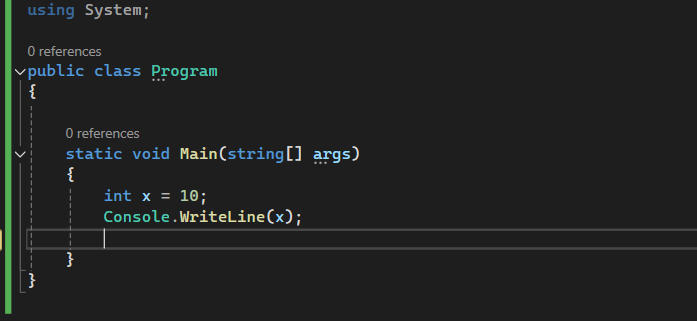 using System;
0 references
public class Program
{
0 references
static void Main(string[] args)
{
int x = 10;
Console.WriteLine(x);
}
}